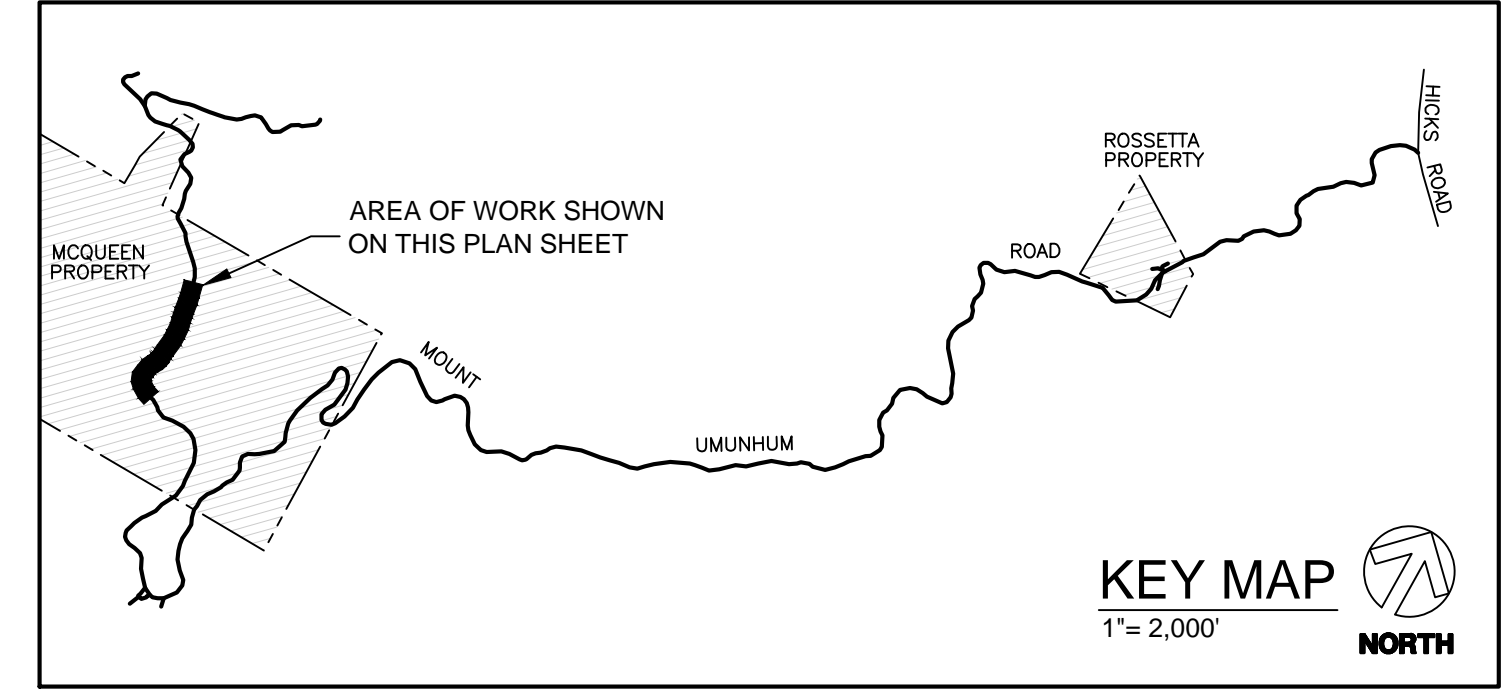 HICKS
ROAD
ROSSETTA
PROPERTY
AREA OF WORK SHOWN
ON THIS PLAN SHEET
MCQUEEN
PROPERTY
ROAD
MOUNT
UMUNHUM
KEY MAP
1"= 2,000'
NORTH